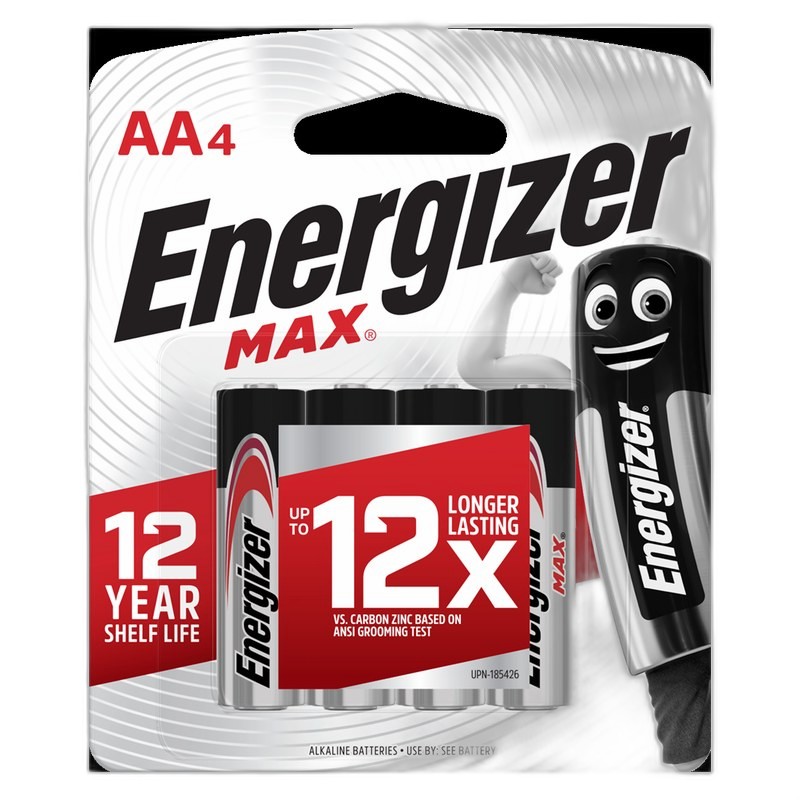 AA4
Energizer
MAX®
Energizer®
12
YEAR
SHELF LIFE
Energizer
UP
TO
12X
LONGER
LASTING
VS. CARBON ZINC BASED ON
ANSI GROOMING TEST
UPN-185426
Energizer
MAX®
ALKALINE BATTERIES • USE BY: SEE BATTERY